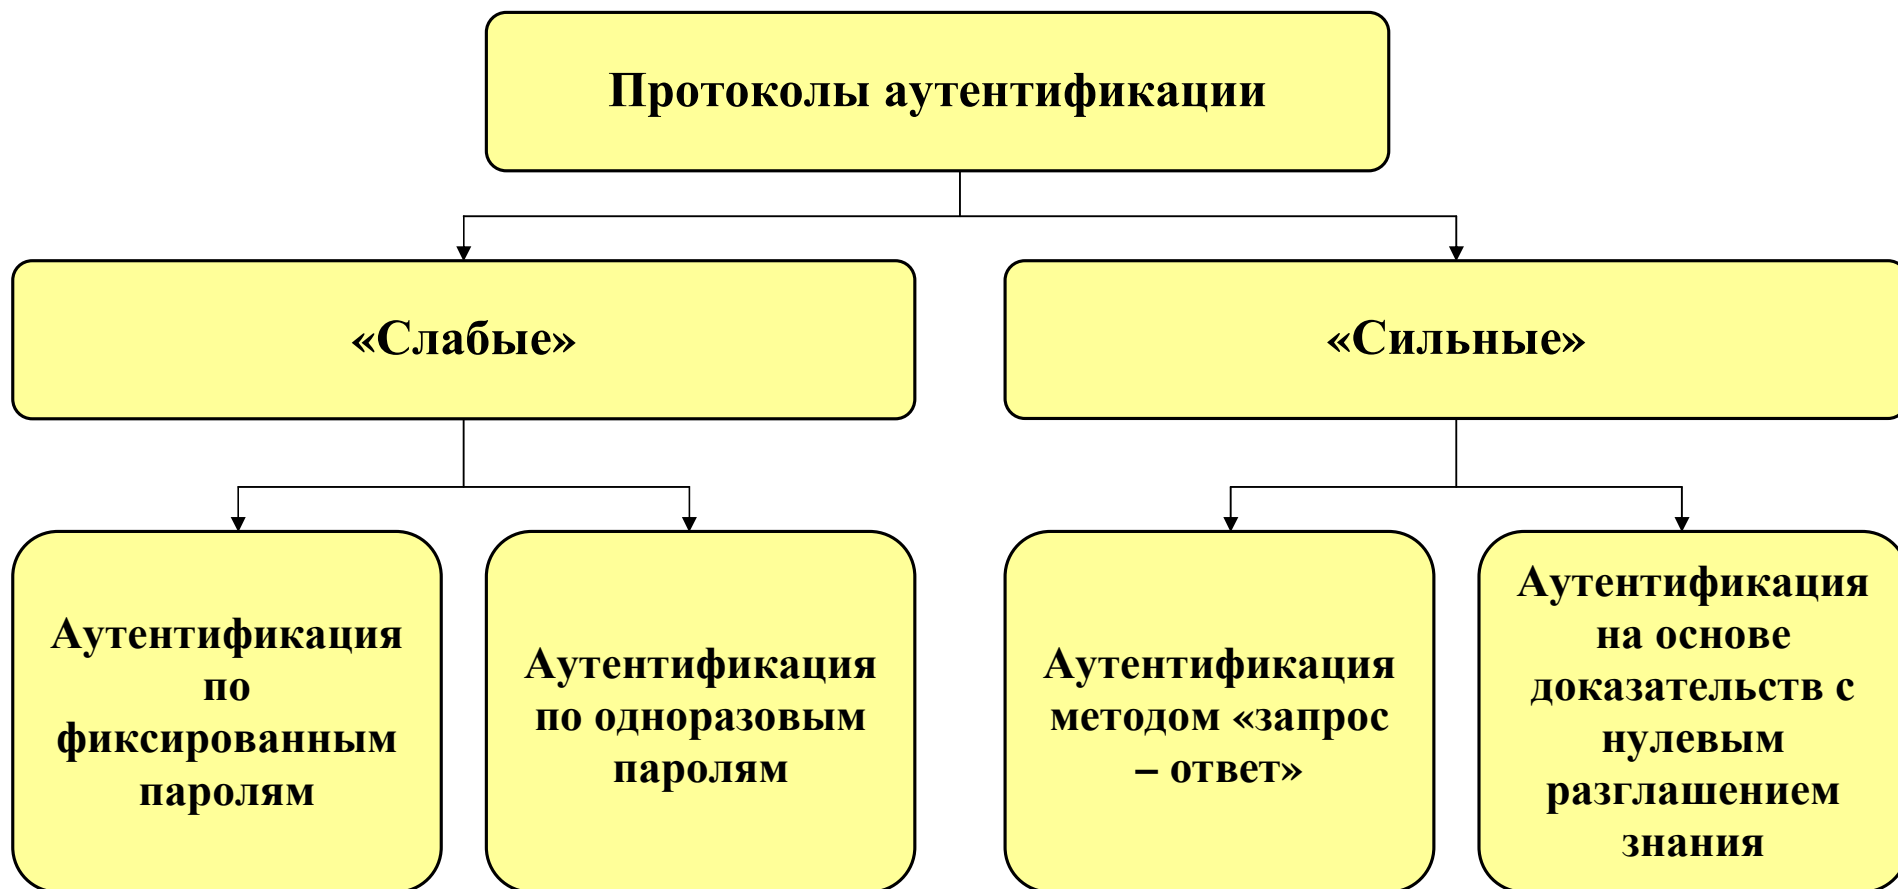 Протоколы аутентификации
«Слабые»
«Сильные»
Аутентификация
по
фиксированным
паролям
Аутентификация
по одноразовым
паролям
Аутентификация
методом «запрос
– ответ»
Аутентификация
на основе
доказательств с
нулевым
разглашением
знания